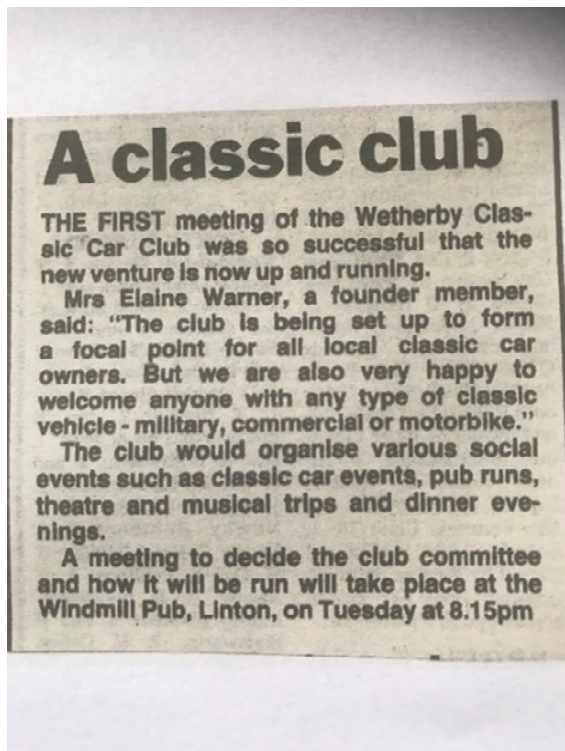 A classic club
THE FIRST meeting of the Wetherby Clas-
sic Car Club was so successful that the
new venture is now up and running.
Mrs Elaine Warner, a founder member,
said: "The club is being set up to form
a focal point for all local classic car
owners. But we are also very happy to
welcome anyone with any type of classic
vehicle - military, commercial or motorbike."
The club would organise various social
events such as classic car events, pub runs,
theatre and musical trips and dinner eve-
nings.
A meeting to decide the club committee
and how it will be run will take place at the
Windmill Pub, Linton, on Tuesday at 8.15pm